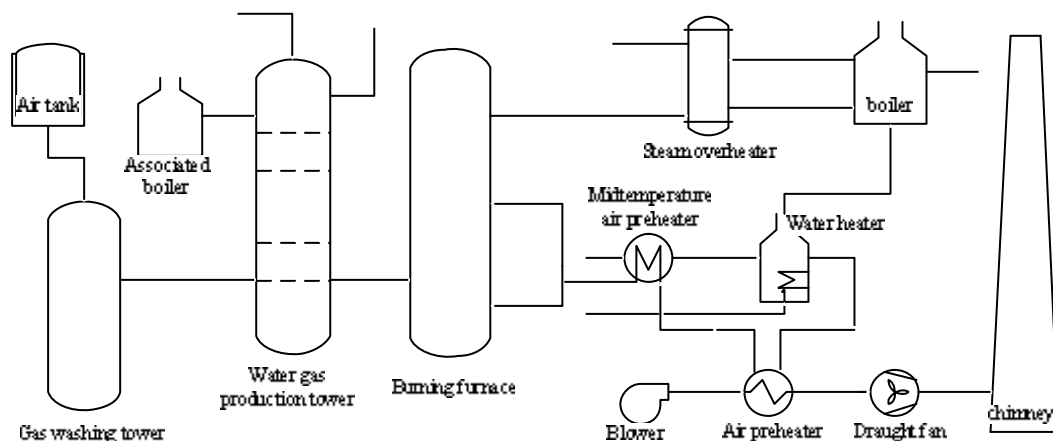 Air tank
boiler
Associated
boiler
Steam overheater
Midtemperature
air preheater
Water heater
Water gas
production tower
Burning furnace
chimney
Gas washing tower
Blower
Air preheater
Draught fan